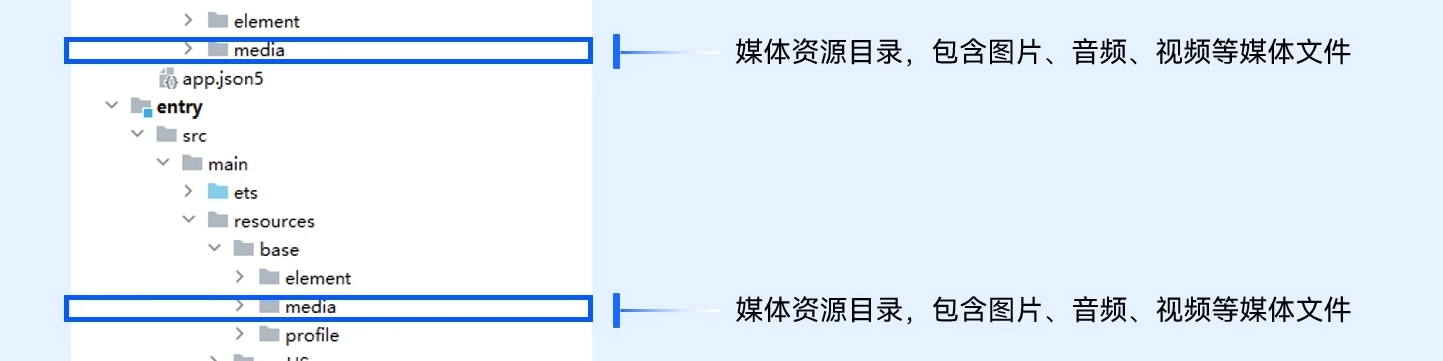 element
media 媒体资源目录，包含图片、音频、视频等媒体文件
app.json5
entry
src
main
ets
resources
base
element
media 媒体资源目录，包含图片、音频、视频等媒体文件
profile